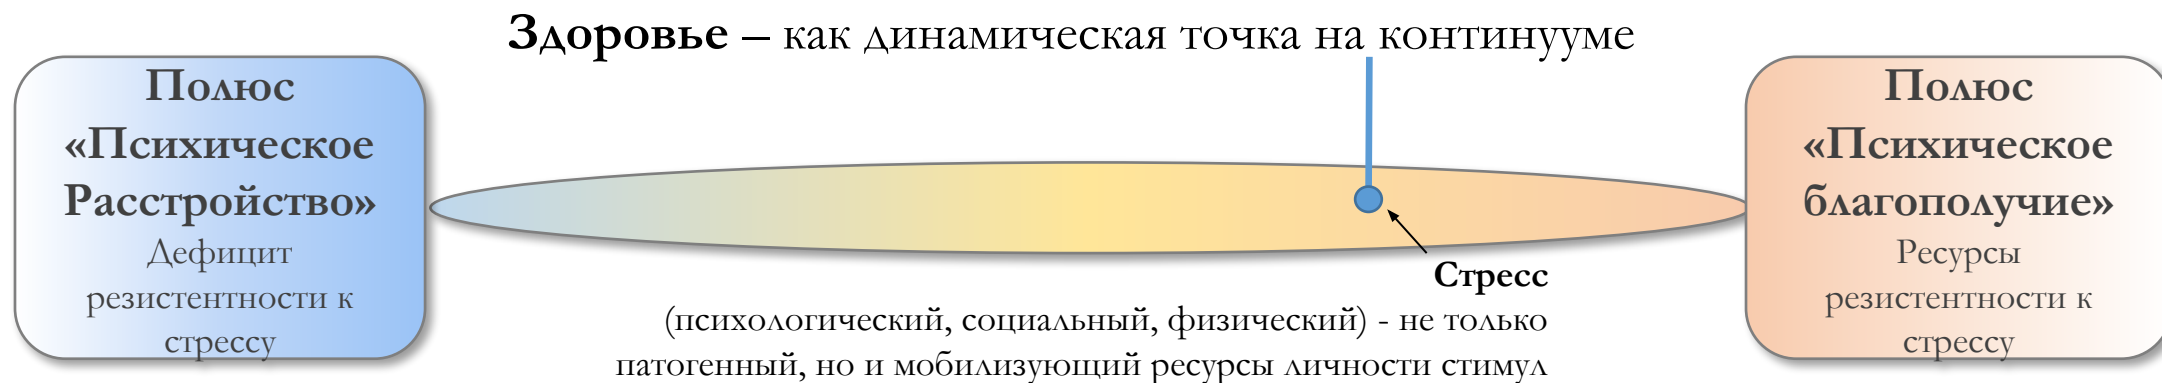 Здоровье – как динамическая точка на континууме
Полюс
«Психическое
Расстройство»
Дефицит
резистентности к
стрессу
Стресс
(психологический, социальный, физический) - не только
патогенный, но и мобилизующий ресурсы личности стимул
Полюс
«Психическое
благополучие»
Ресурсы
резистентности к
стрессу